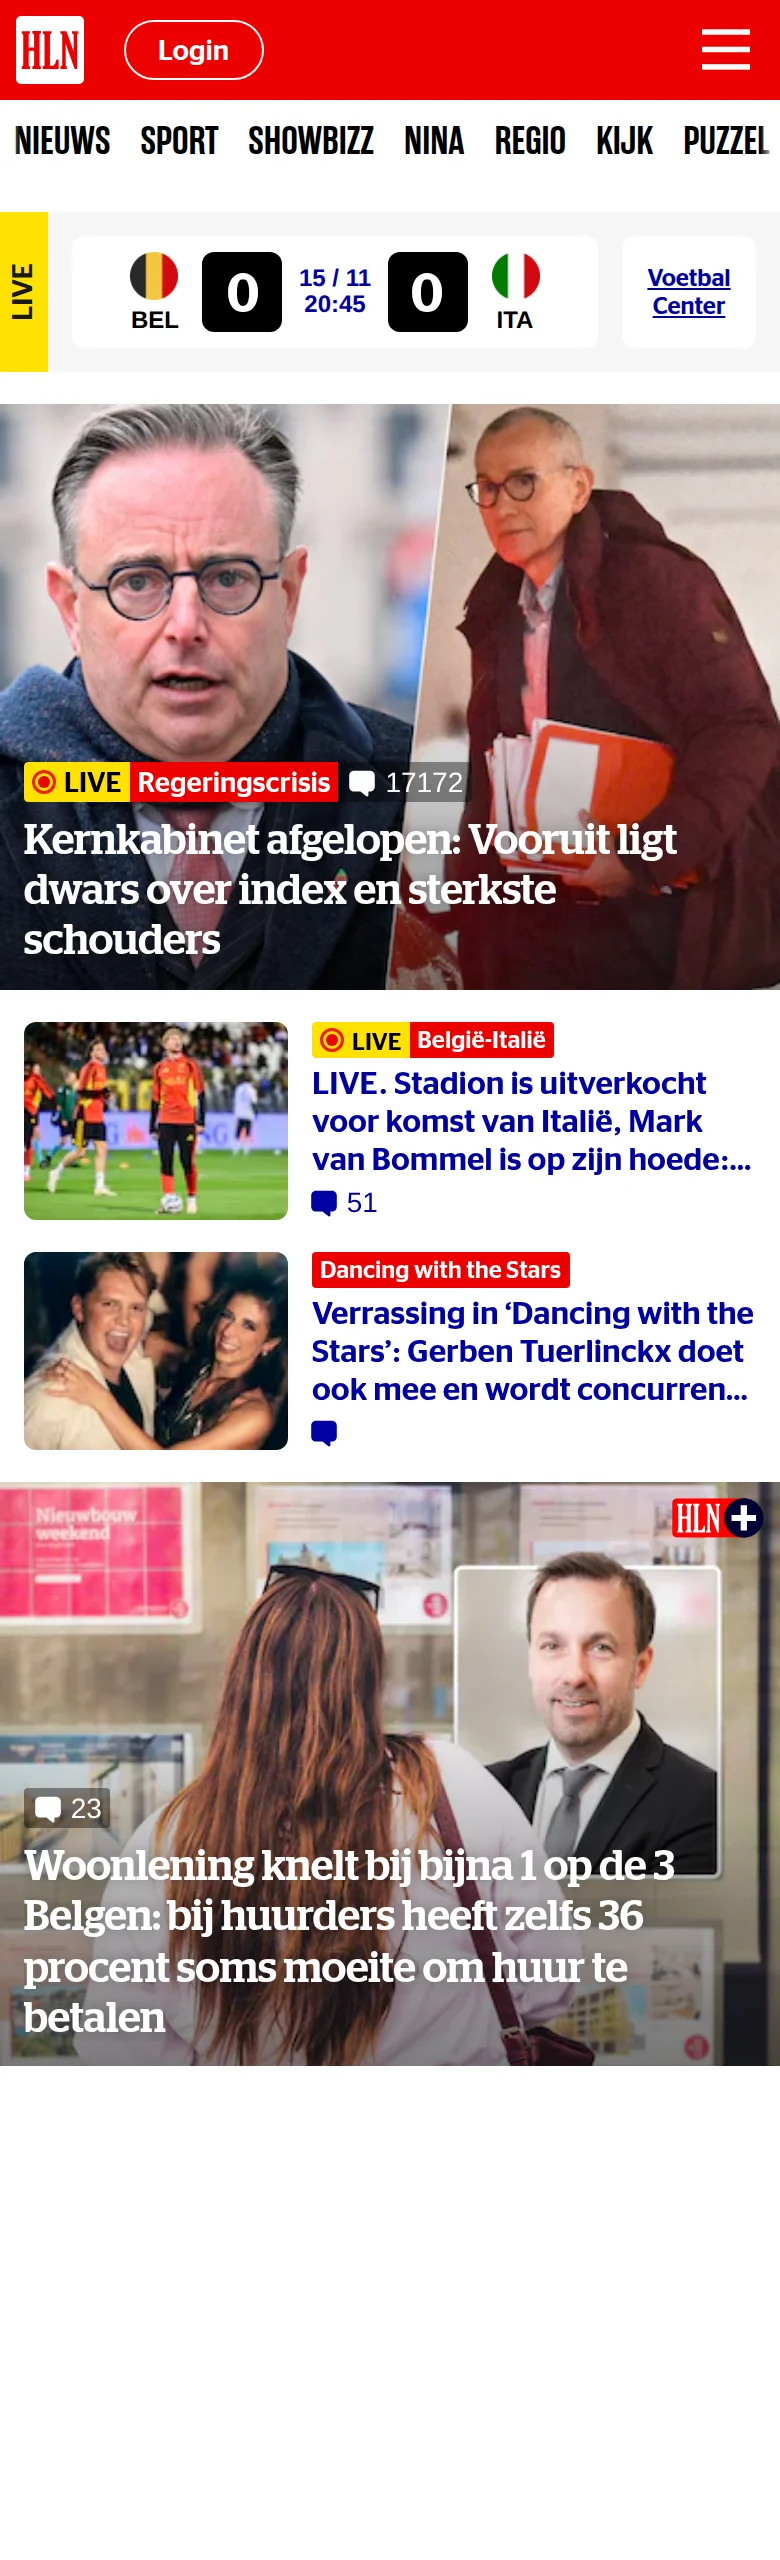 HLN
Login
NIEUWS SPORT SHOWBIZZ NINA REGIO KIJK PUZZEL
LIVE
BEL
0
15 / 11
20:45
0
ITA
Voetbal
Center
LIVE Regeringscrisis 17172
Kernkabinet afgelopen: Vooruit ligt
dwars over index en sterkste
schouders
LIVE België-Italië
LIVE. Stadion is uitverkocht
voor komst van Italië, Mark
van Bommel is op zijn hoede:...
51
Dancing with the Stars
Verrassing in ‘Dancing with the
Stars’: Gerben Tuerlinckx doet
ook mee en wordt concurren...
Nieuwbouw
weekend
HLN+
23
Woonlening knelt bij bijna 1 op de 3
Belgen: bij huurders heeft zelfs 36
procent soms moeite om huur te
betalen